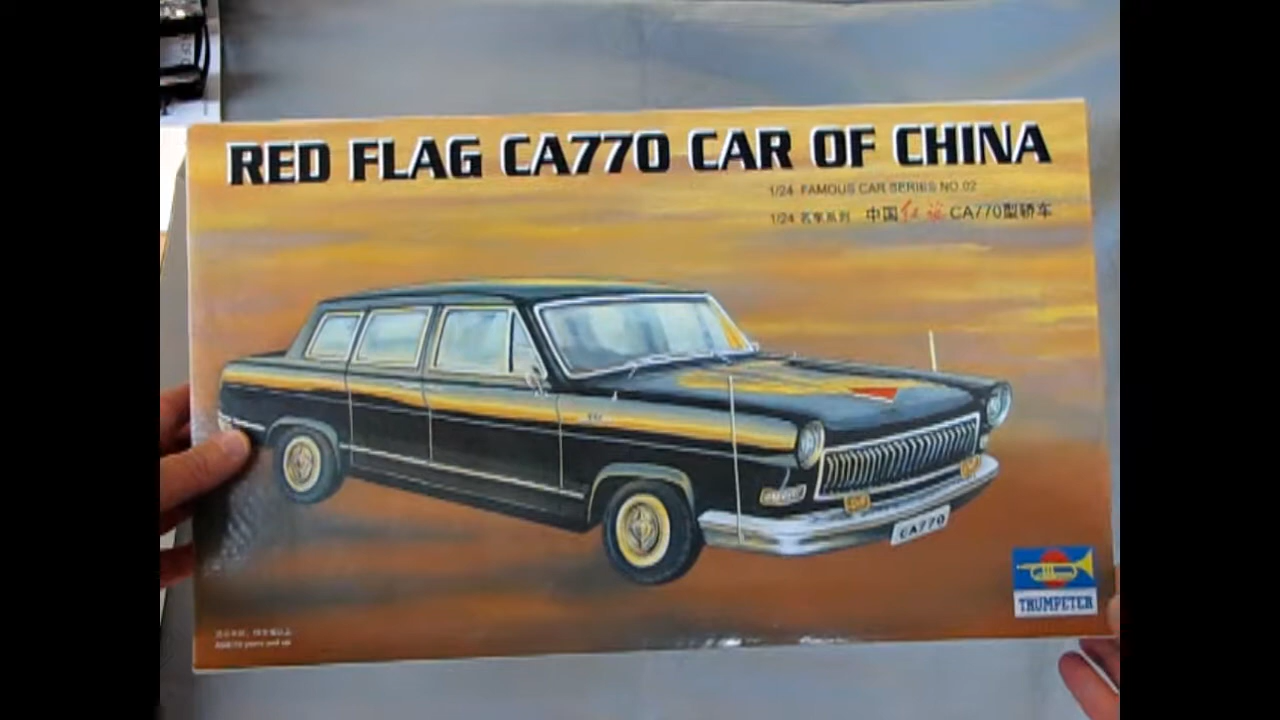 RED FLAG CA770 CAR OF CHINA
1/24 FAMOUS CAR SERIES NO.02
1/24 名车系列 中国红旗CA770型轿车
CA770
TRUMPETER